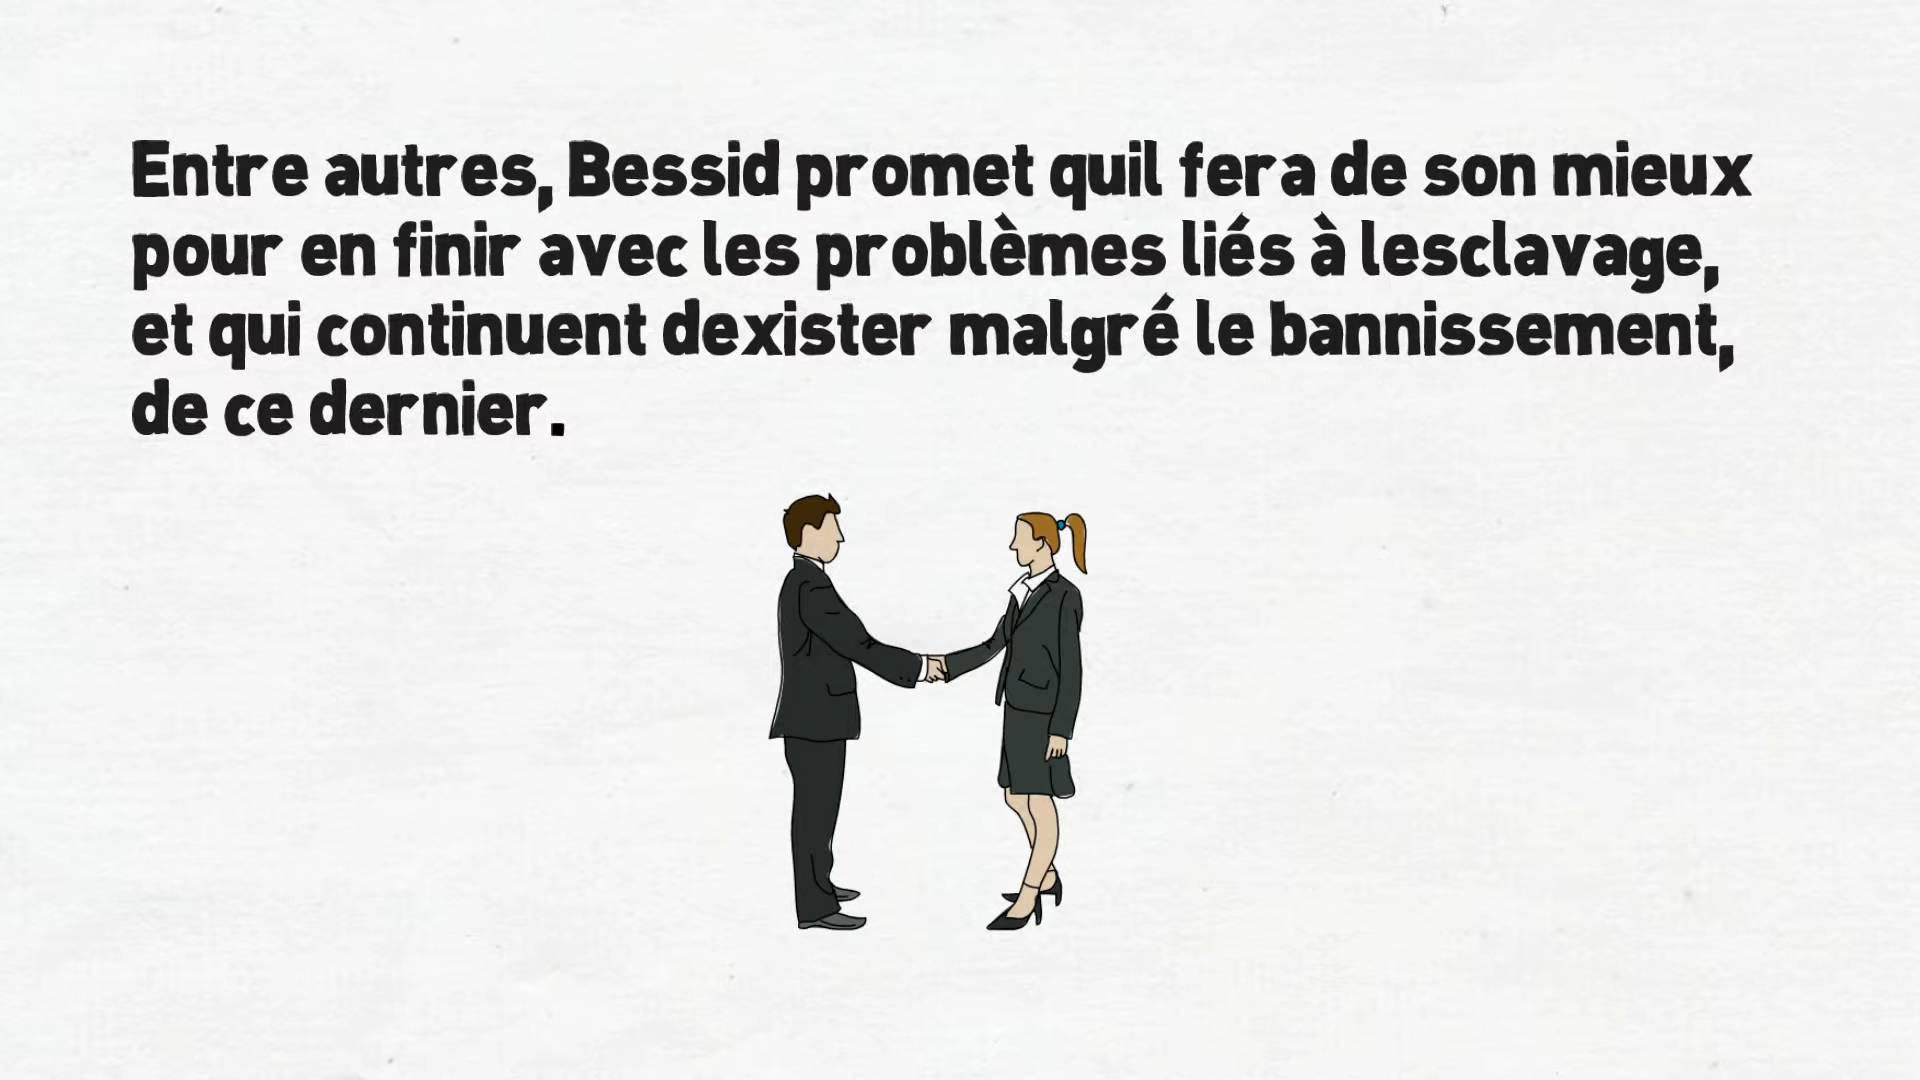 Entre autres, Bessid promet quil fera de son mieux
pour en finir avec les problèmes liés à lesclavage,
et qui continuent dexister malgré le bannissement,
de ce dernier.